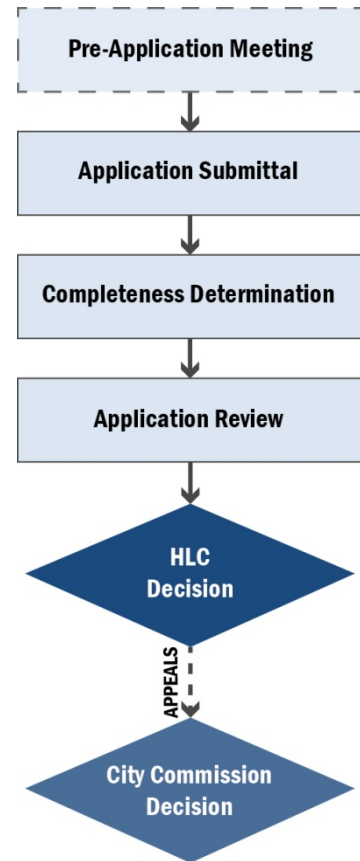 Pre-Application Meeting
Application Submittal
Completeness Determination
Application Review
HLC
Decision
APPEALS
City Commission
Decision